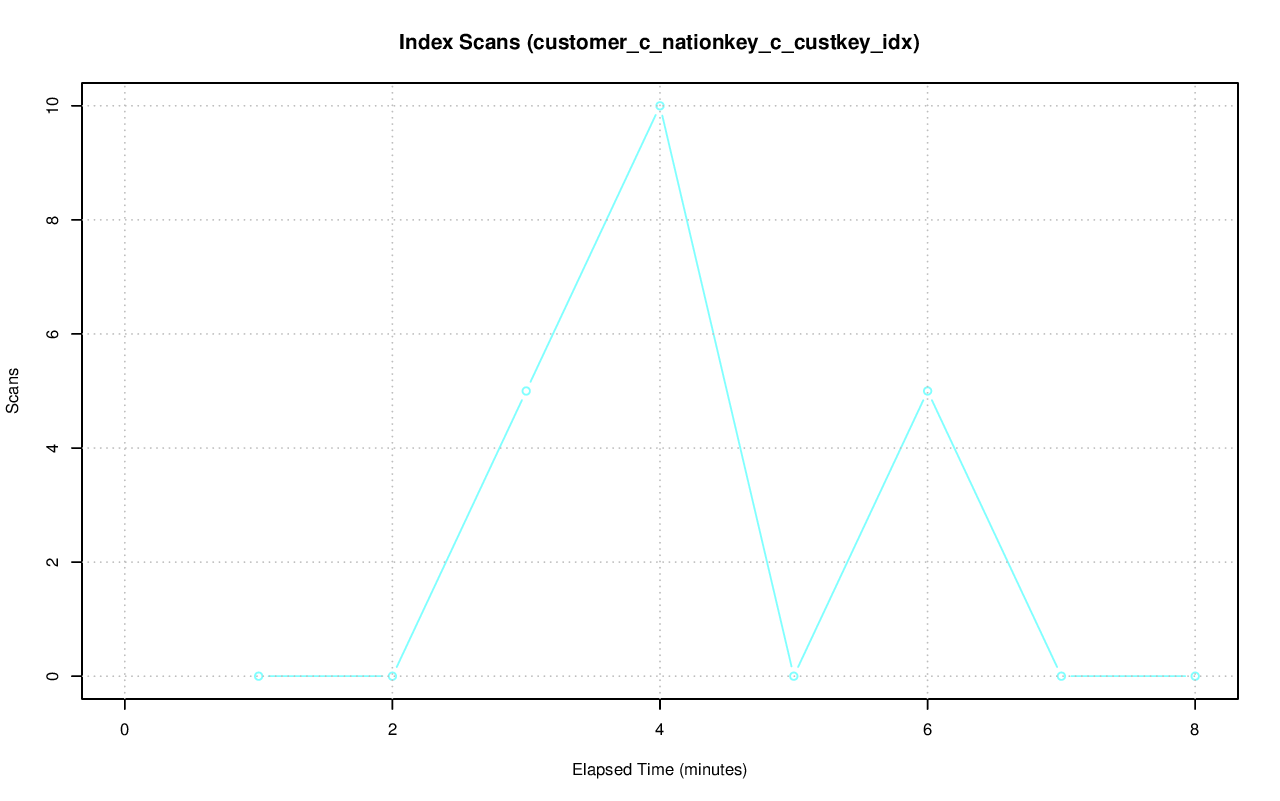 Index Scans (customer_c_nationkey_c_custkey_idx)
10
8
6
4
2
0
Scans
0 2 4 6 8
Elapsed Time (minutes)